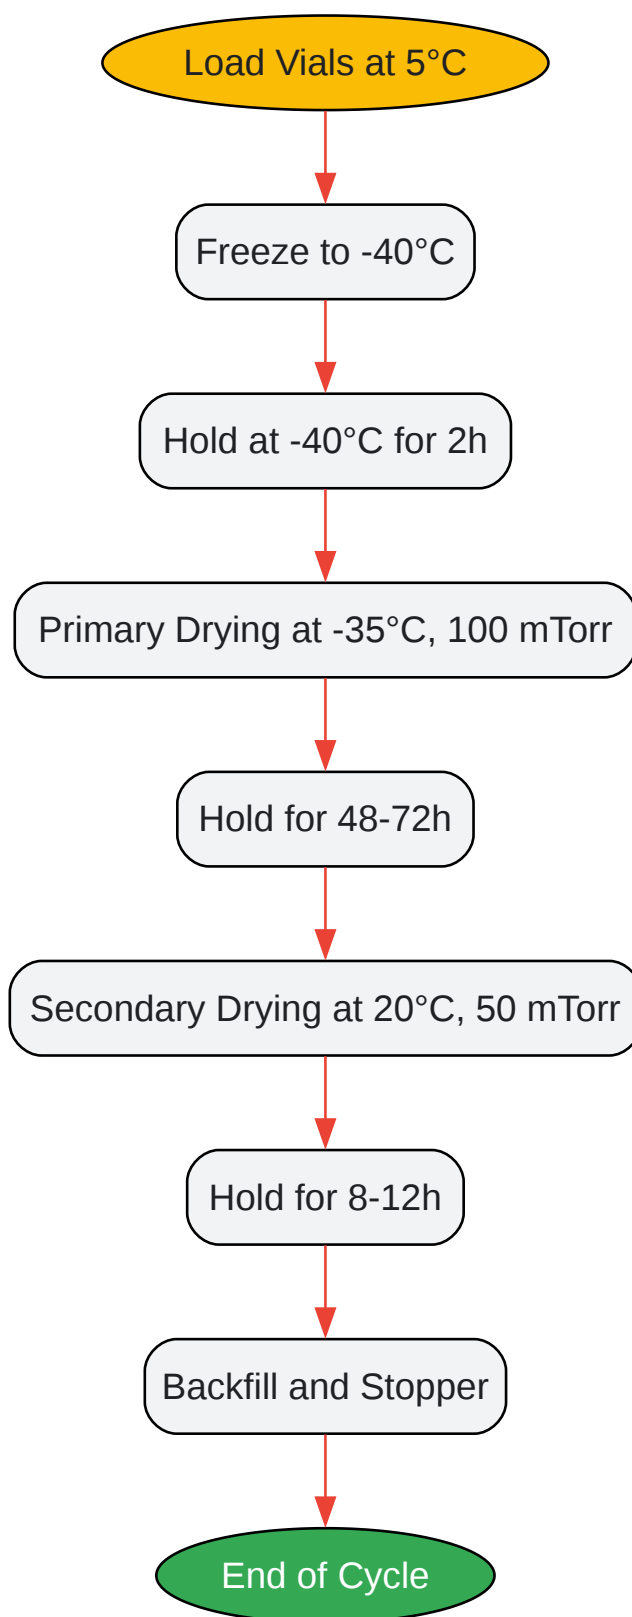 Load Vials at 5°C
Freeze to -40°C
Hold at -40°C for 2h
Primary Drying at -35°C, 100 mTorr
Hold for 48-72h
Secondary Drying at 20°C, 50 mTorr
Hold for 8-12h
Backfill and Stopper
End of Cycle